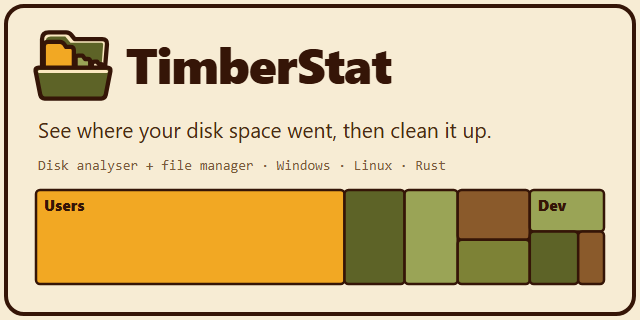 TimberStat
See where your disk space went, then clean it up.
Disk analyser + file manager · Windows · Linux · Rust
Users
Dev